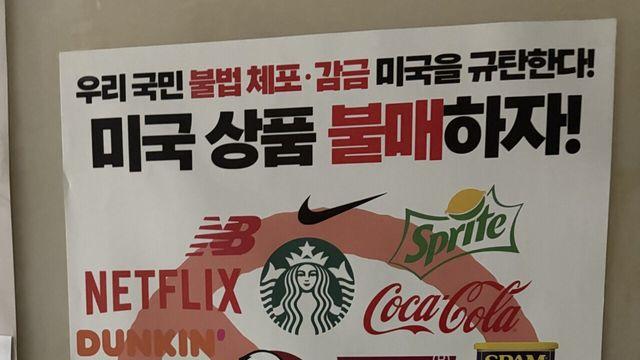 우리 국민 불법 체포·감금 미국을 규탄한다!
미국 상품 불매하자!
NB
Sprite
NETFLIX
Coca-Cola
DUNKIN'
SPAM